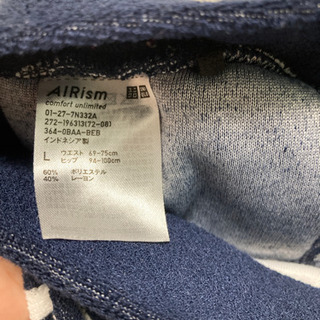 AIRism
comfort unlimited
01-27-7N332A
272-196313(72-08)
364-0BAA-BEB
インドネシア製
L ウエスト 69-75cm
ヒップ 94-100cm
60% ポリエステル
40% レーヨン